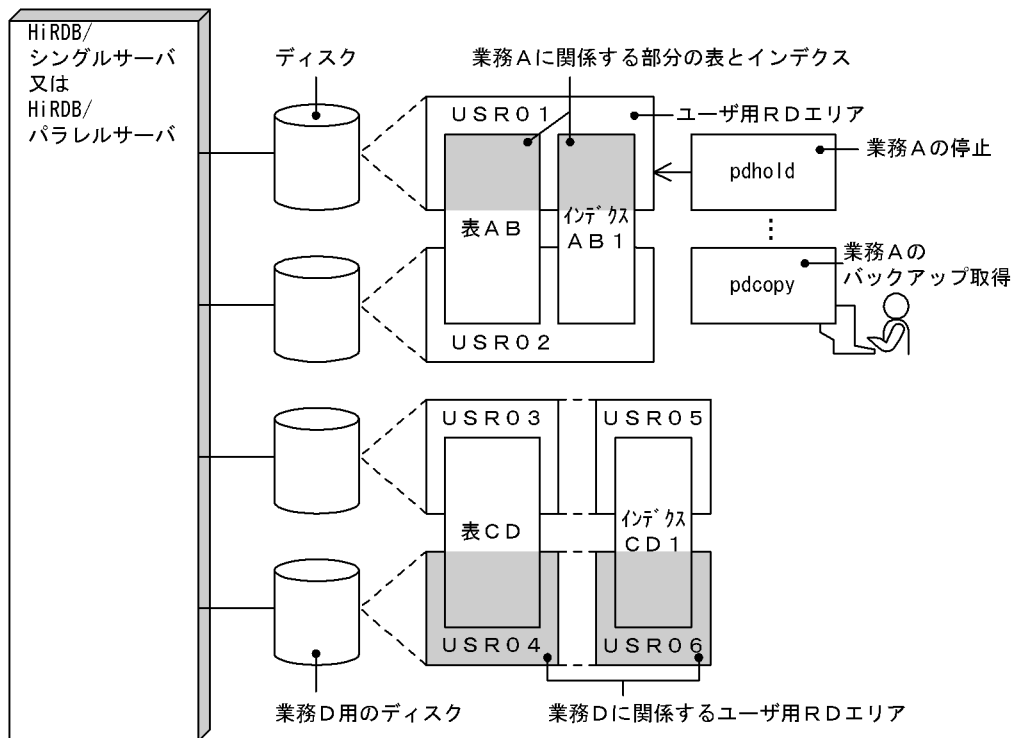 HiRDB/
シングルサーバ
又は
HiRDB/
パラレルサーバ
ディスク
業務Aに関係する部分の表とインデクス
USR01
ユーザ用RDエリア
業務Aの停止
pdhold
表AB
インデクス
AB1
︙
業務Aの
バックアップ取得
pdcopy
USR02
USR03
USR05
表CD
インデクス
CD1
USR04
USR06
業務D用のディスク
業務Dに関係するユーザ用RDエリア